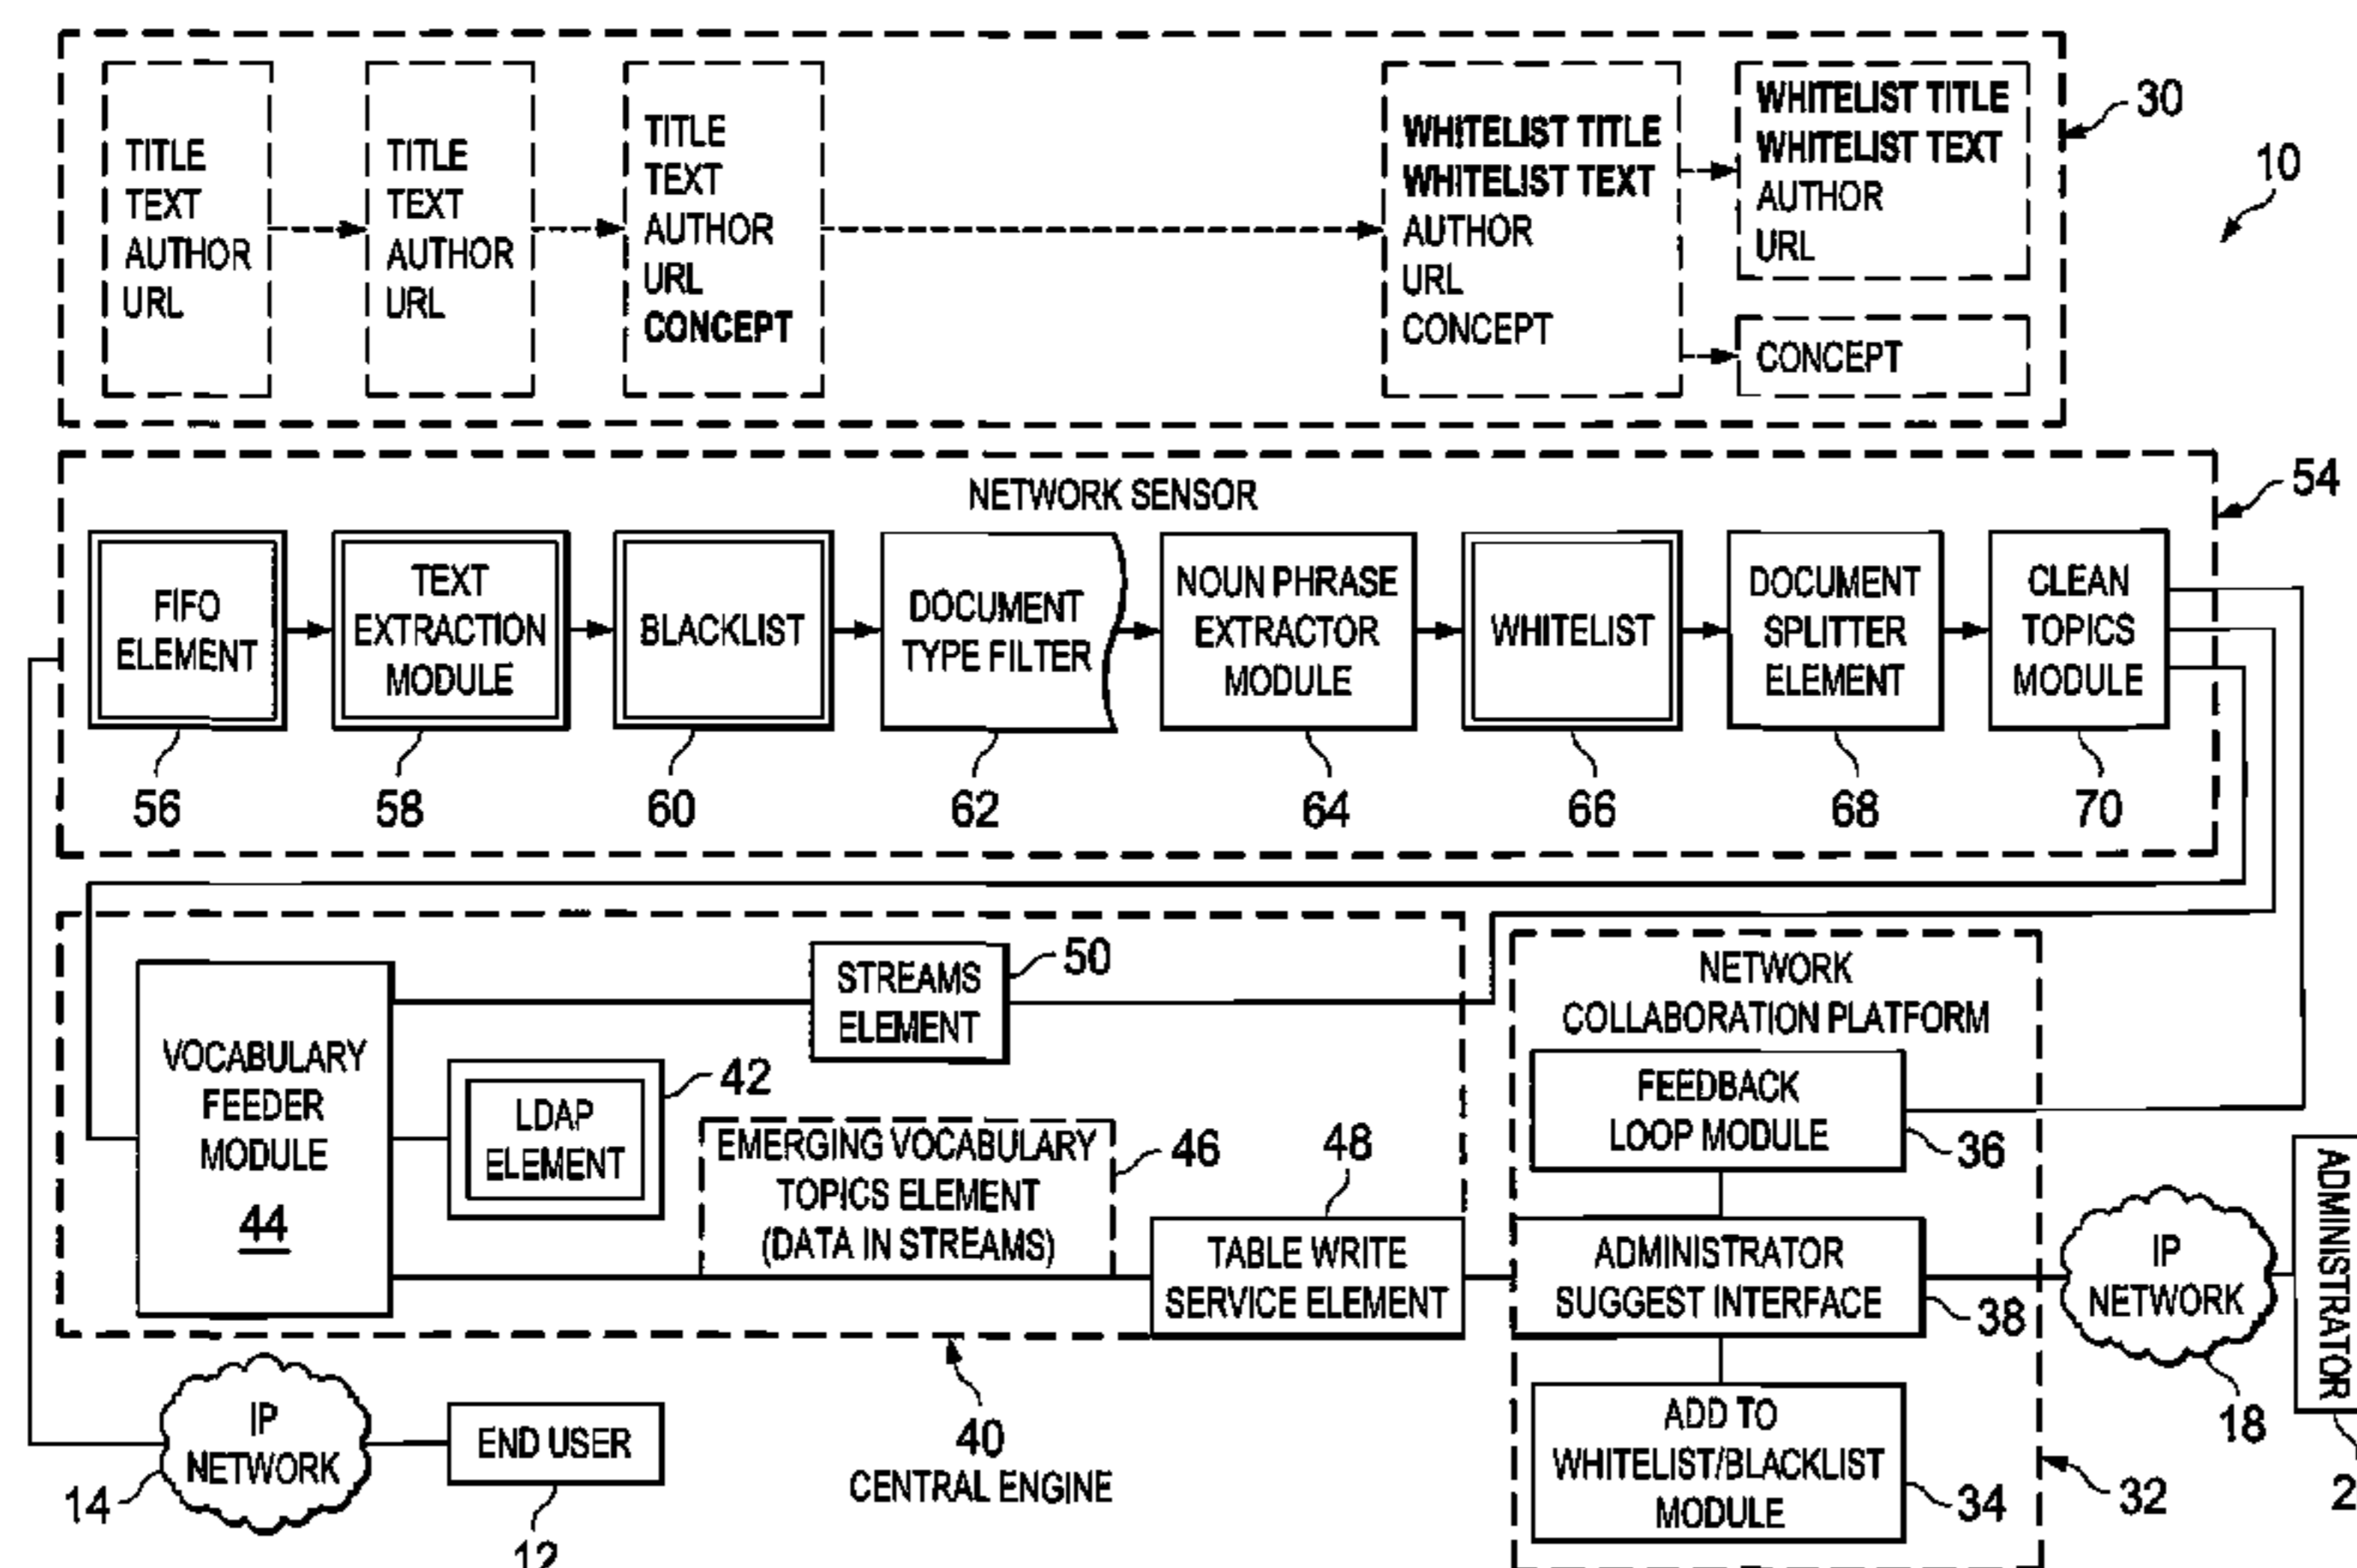 TITLE
TEXT
AUTHOR
URL
TITLE
TEXT
AUTHOR
URL
TITLE
TEXT
AUTHOR
URL
CONCEPT
WHITELIST TITLE
WHITELIST TEXT
AUTHOR
URL
CONCEPT
WHITELIST TITLE
WHITELIST TEXT
AUTHOR
URL
CONCEPT
30
10
NETWORK SENSOR
54
FIFO
ELEMENT
56
TEXT
EXTRACTION
MODULE
58
BLACKLIST
60
DOCUMENT
TYPE FILTER
62
NOUN PHRASE
EXTRACTOR
MODULE
64
WHITELIST
66
DOCUMENT
SPLITTER
ELEMENT
68
CLEAN
TOPICS
MODULE
70
VOCABULARY
FEEDER
MODULE
44
STREAMS
ELEMENT
50
LDAP
ELEMENT
42
EMERGING VOCABULARY
TOPICS ELEMENT
(DATA IN STREAMS)
46
48
TABLE WRITE
SERVICE ELEMENT
40
CENTRAL ENGINE
NETWORK
COLLABORATION PLATFORM
FEEDBACK
LOOP MODULE
36
ADMINISTRATOR
SUGGEST INTERFACE
38
ADD TO
WHITELIST/BLACKLIST
MODULE
34
32
IP
NETWORK
18
ADMINISTRATOR
IP
NETWORK
14
END USER
12